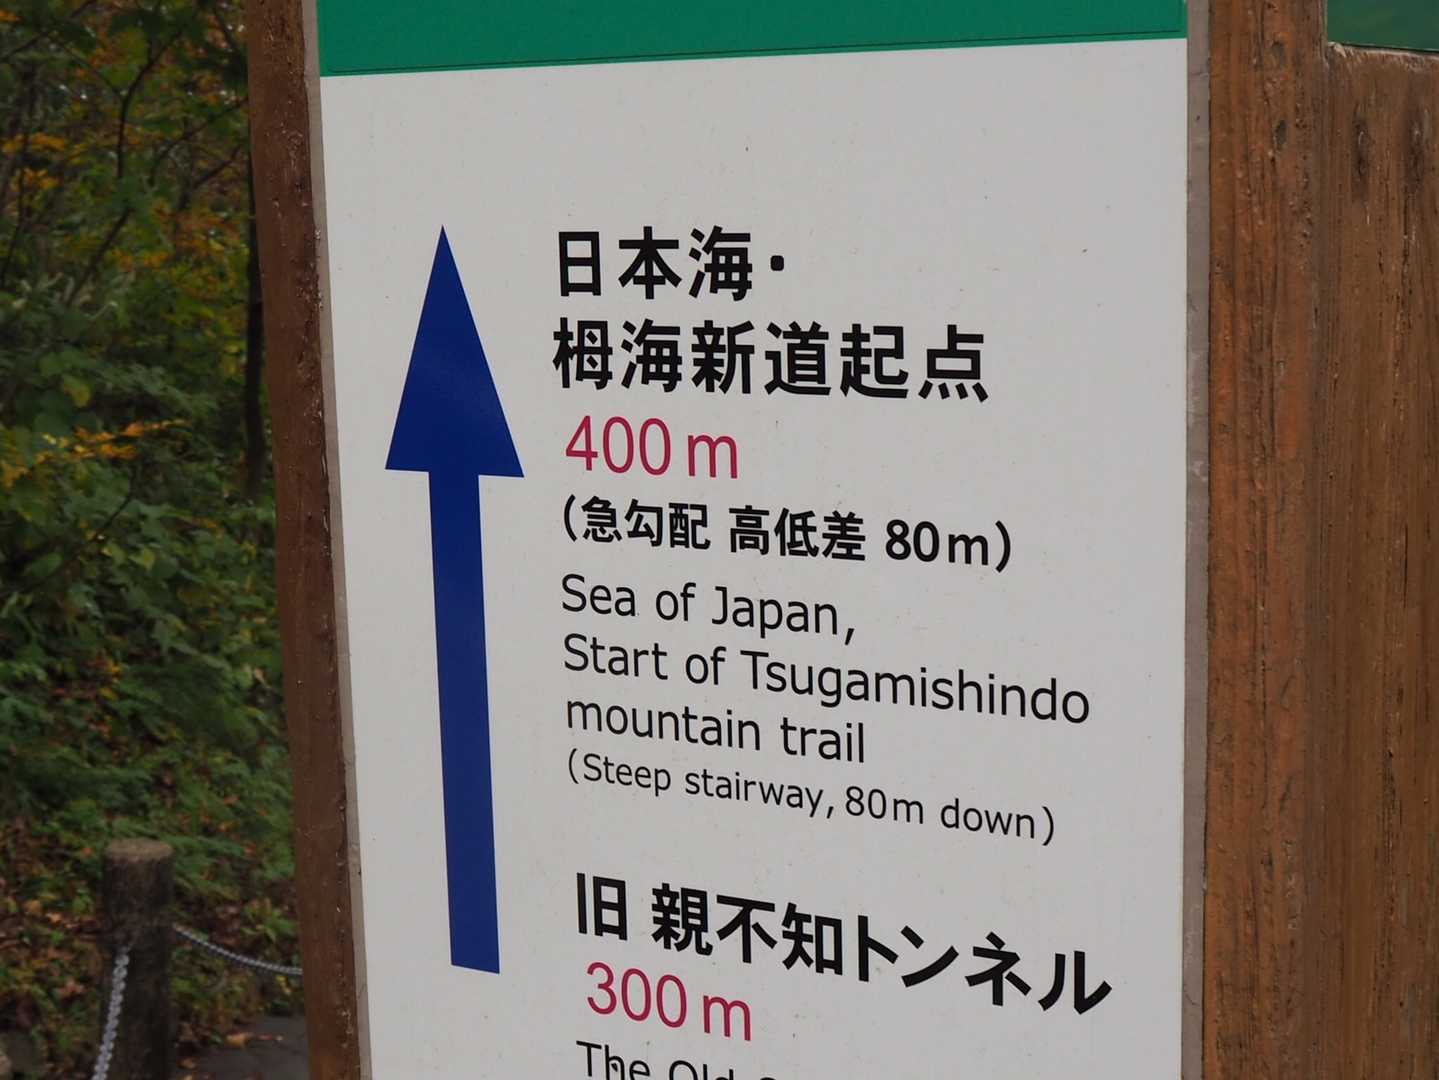 日本海・
栂海新道起点
400m
(急勾配 高低差 80m)
Sea of Japan,
Start of Tsugamishindo
mountain trail
(Steep stairway, 80m down)
旧 親不知トンネル
300m
The Old